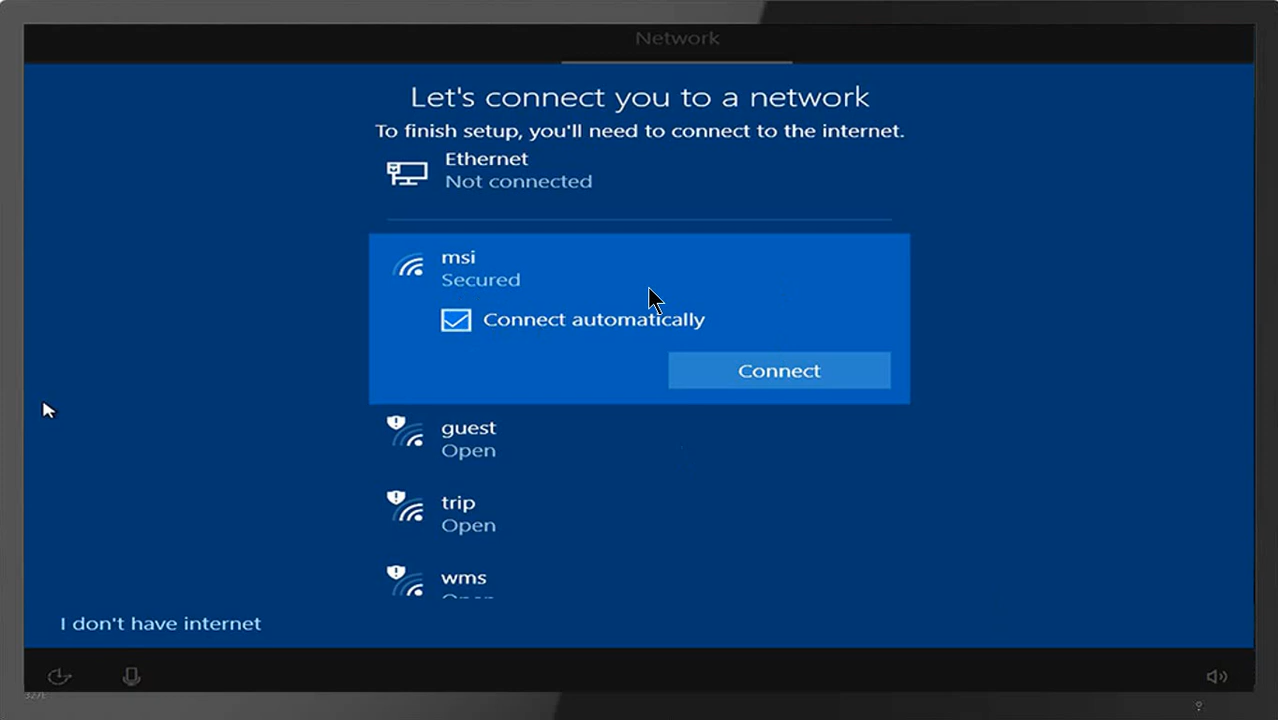 Network
Let's connect you to a network
To finish setup, you'll need to connect to the internet.
Ethernet
Not connected
msi
Secured
Connect automatically
Connect
guest
Open
trip
Open
wms
I don't have internet